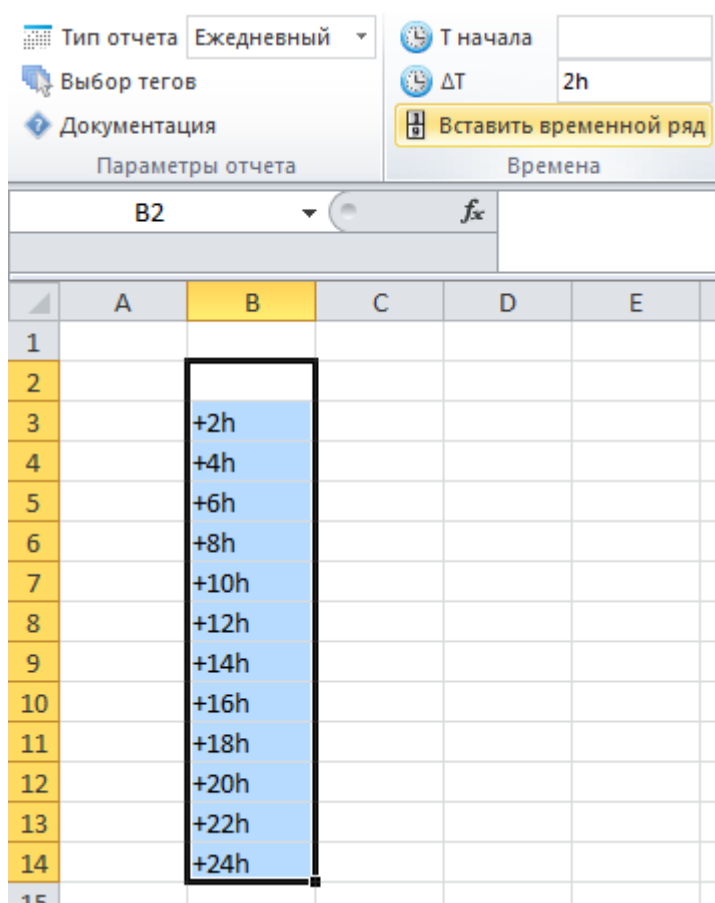 Тип отчета Ежедневный
Выбор тегов
Документация
Параметры отчета
T начала
ΔT 2h
Вставить временной ряд
Времена
B2 fx
A B C D E
1
2
3 +2h
4 +4h
5 +6h
6 +8h
7 +10h
8 +12h
9 +14h
10 +16h
11 +18h
12 +20h
13 +22h
14 +24h
15